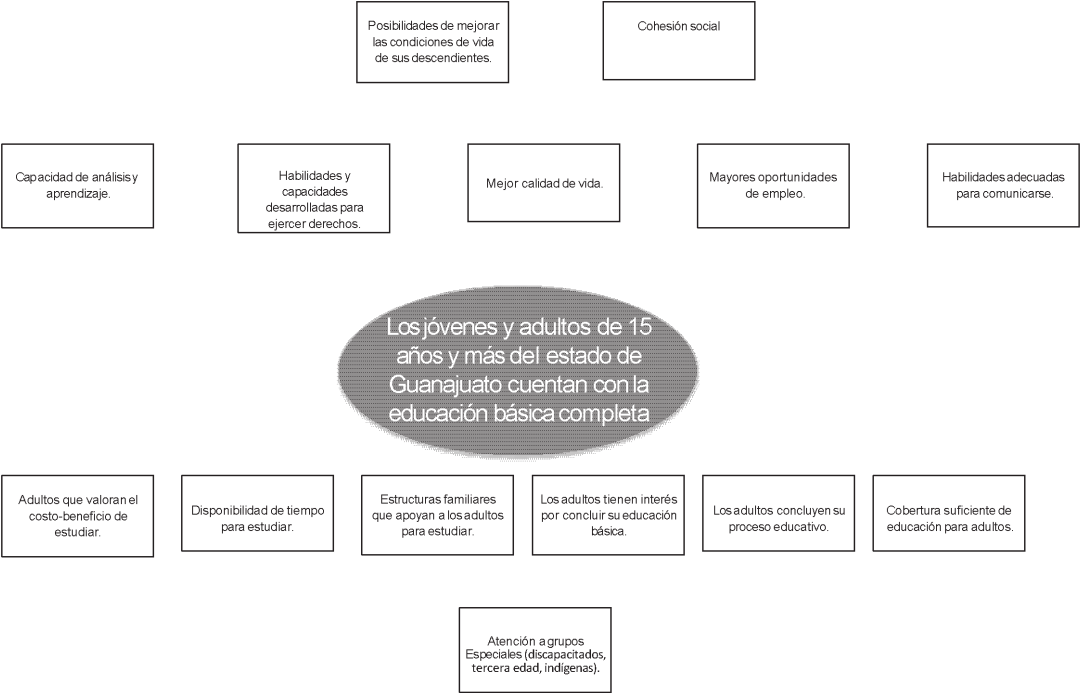 Posibilidades de mejorar
las condiciones de vida
de sus descendientes.
Cohesión social
Capacidad de análisis y
aprendizaje.
Habilidades y
capacidades
desarrolladas para
ejercer derechos.
Mejor calidad de vida.
Mayores oportunidades
de empleo.
Habilidades adecuadas
para comunicarse.
Los jóvenes y adultos de 15
años y más del estado de
Guanajuato cuentan con la
educación básica completa
Adultos que valoran el
costo-beneficio de
estudiar.
Disponibilidad de tiempo
para estudiar.
Estructuras familiares
que apoyan a los adultos
para estudiar.
Los adultos tienen interés
por concluir su educación
básica.
Los adultos concluyen su
proceso educativo.
Cobertura suficiente de
educación para adultos.
Atención a grupos
Especiales (discapacitados,
tercera edad, indígenas).